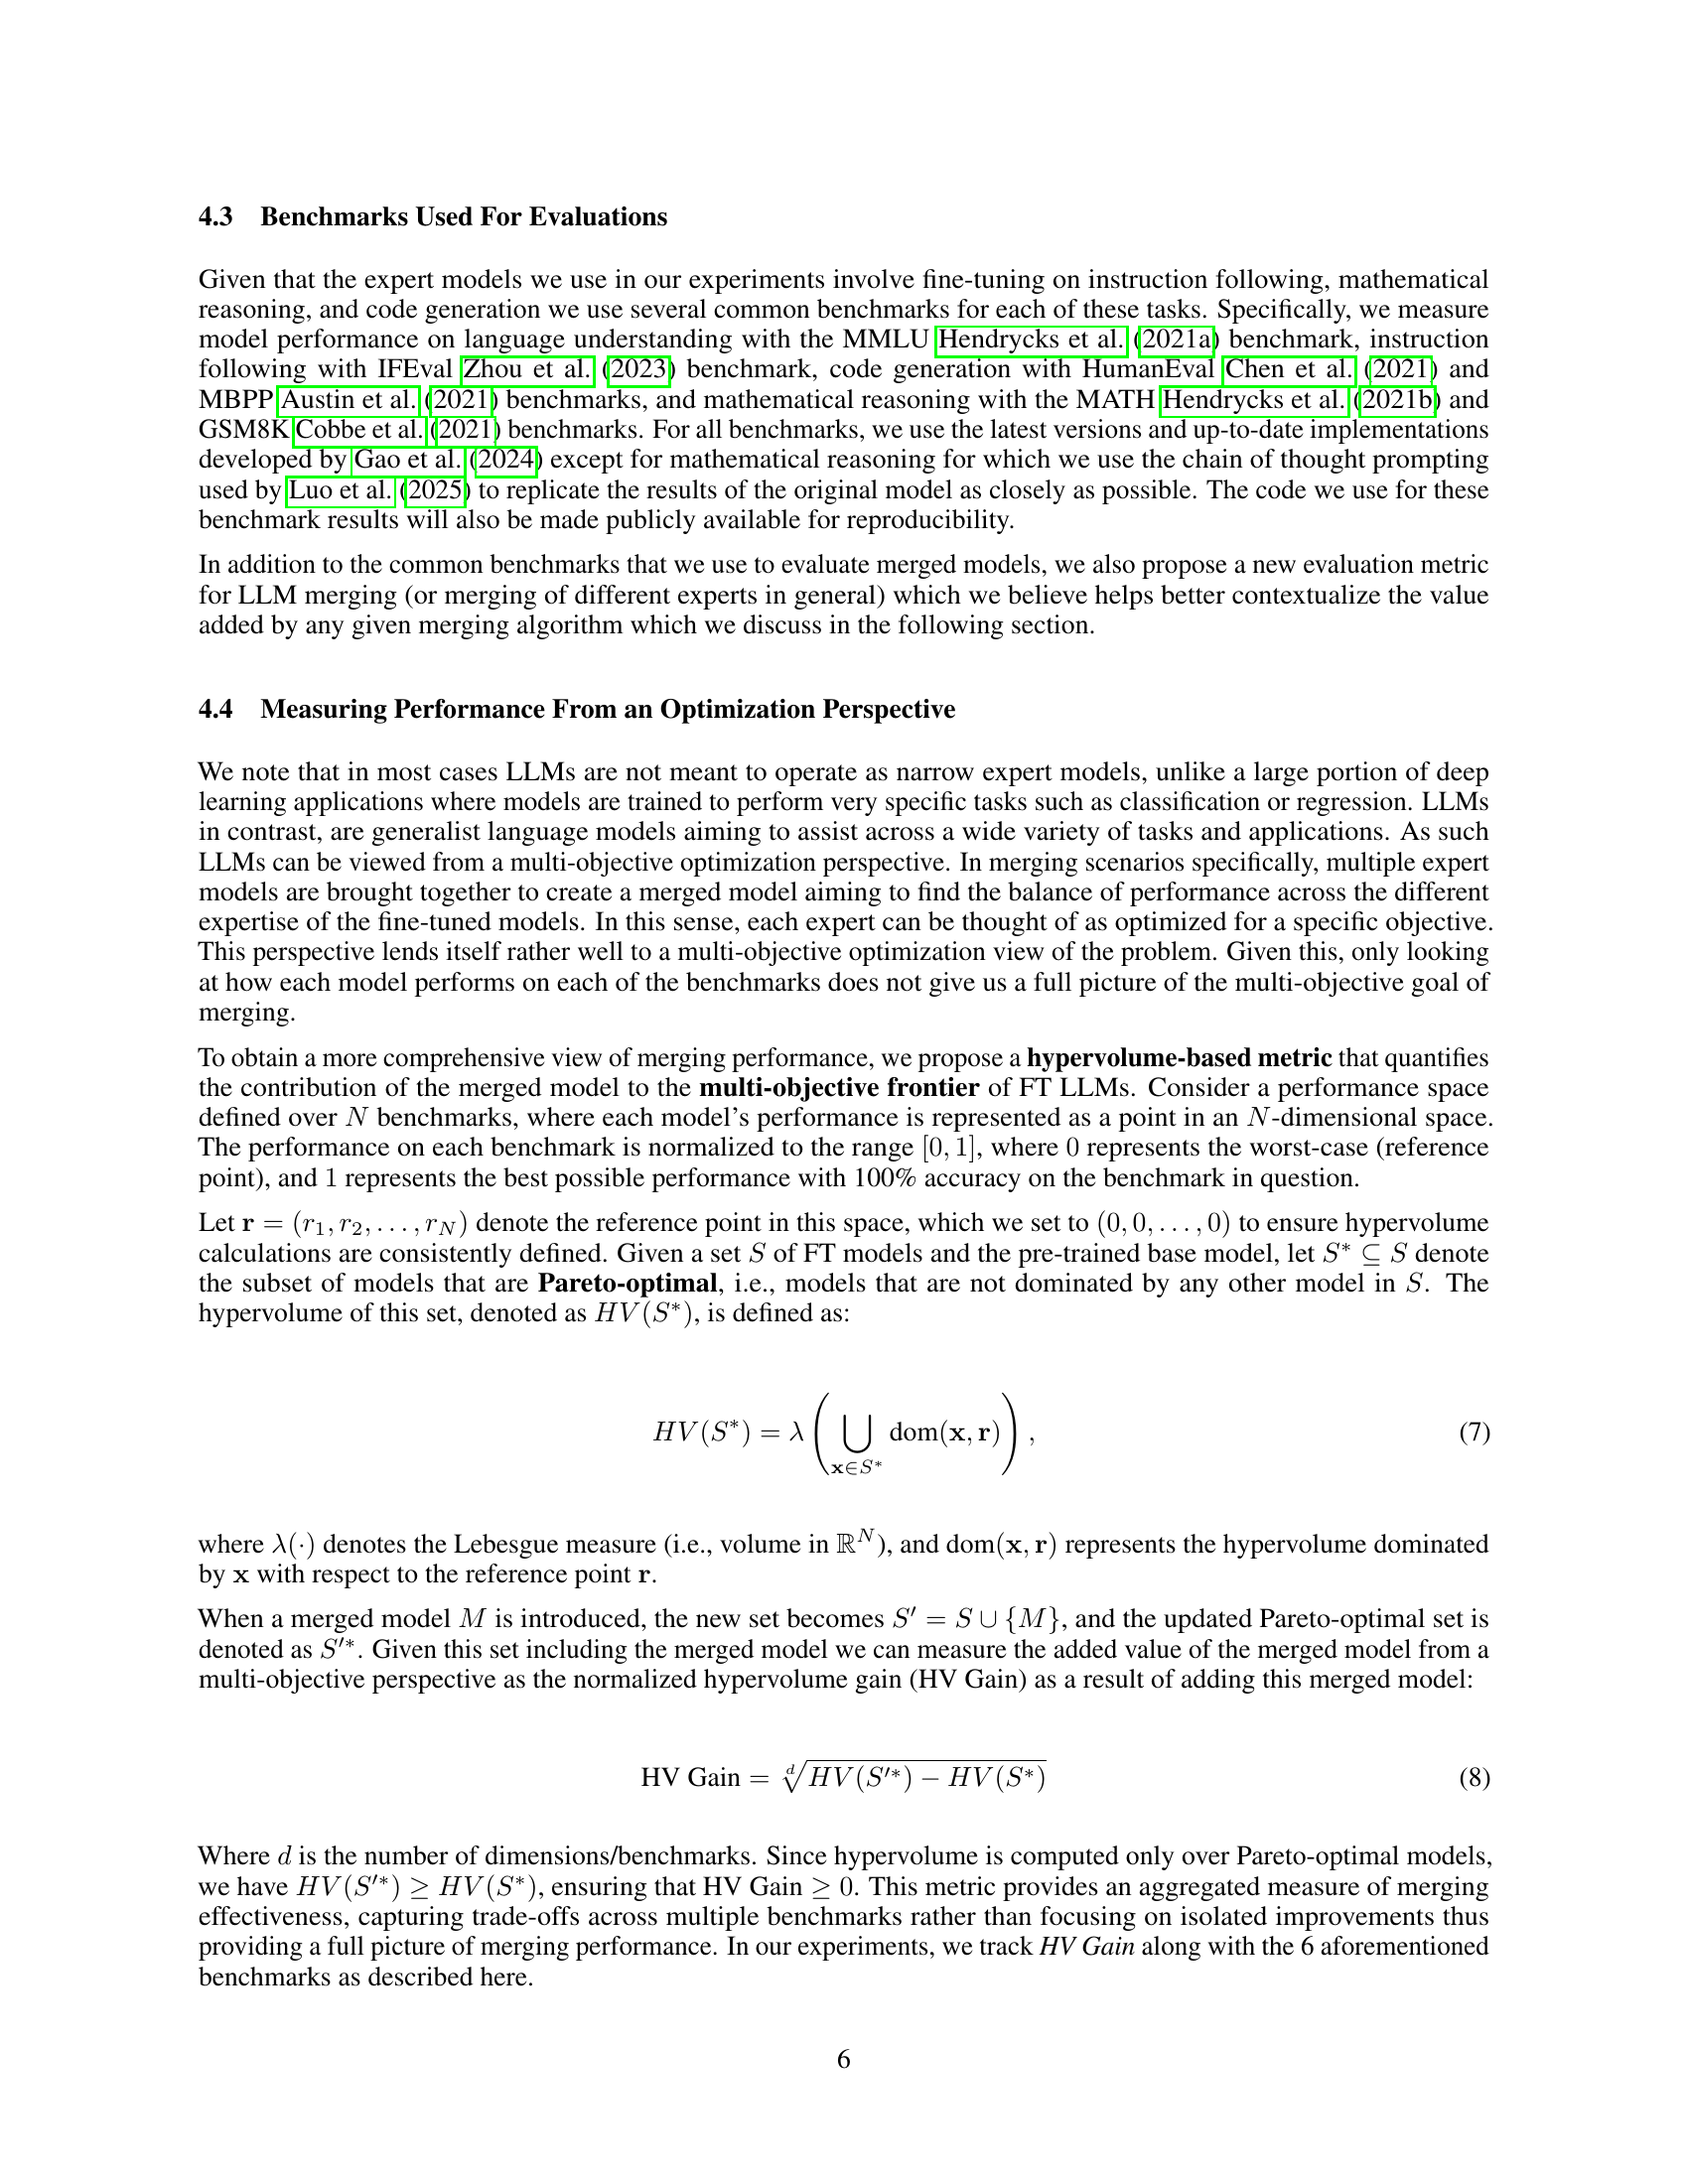 4.3 Benchmarks Used For Evaluations
Given that the expert models we use in our experiments involve fine-tuning on instruction following, mathematical
reasoning, and code generation we use several common benchmarks for each of these tasks. Specifically, we measure
model performance on language understanding with the MMLU Hendrycks et al. (2021a) benchmark, instruction
following with IFEval Zhou et al. (2023) benchmark, code generation with HumanEval Chen et al. (2021) and
MBPP Austin et al. (2021) benchmarks, and mathematical reasoning with the MATH Hendrycks et al. (2021b) and
GSM8K Cobbe et al. (2021) benchmarks. For all benchmarks, we use the latest versions and up-to-date implementations
developed by Gao et al. (2024) except for mathematical reasoning for which we use the chain of thought prompting
used by Luo et al. (2025) to replicate the results of the original model as closely as possible. The code we use for these
benchmark results will also be made publicly available for reproducibility.
In addition to the common benchmarks that we use to evaluate merged models, we also propose a new evaluation metric
for LLM merging (or merging of different experts in general) which we believe helps better contextualize the value
added by any given merging algorithm which we discuss in the following section.
4.4 Measuring Performance From an Optimization Perspective
We note that in most cases LLMs are not meant to operate as narrow expert models, unlike a large portion of deep
learning applications where models are trained to perform very specific tasks such as classification or regression. LLMs
in contrast, are generalist language models aiming to assist across a wide variety of tasks and applications. As such
LLMs can be viewed from a multi-objective optimization perspective. In merging scenarios specifically, multiple expert
models are brought together to create a merged model aiming to find the balance of performance across the different
expertise of the fine-tuned models. In this sense, each expert can be thought of as optimized for a specific objective.
This perspective lends itself rather well to a multi-objective optimization view of the problem. Given this, only looking
at how each model performs on each of the benchmarks does not give us a full picture of the multi-objective goal of
merging.
To obtain a more comprehensive view of merging performance, we propose a hypervolume-based metric that quantifies
the contribution of the merged model to the multi-objective frontier of FT LLMs. Consider a performance space
defined over N benchmarks, where each model's performance is represented as a point in an N-dimensional space.
The performance on each benchmark is normalized to the range [0, 1], where 0 represents the worst-case (reference
point), and 1 represents the best possible performance with 100% accuracy on the benchmark in question.
Let r = (r₁, r₂, . . . , r_N) denote the reference point in this space, which we set to (0, 0, . . . , 0) to ensure hypervolume
calculations are consistently defined. Given a set S of FT models and the pre-trained base model, let S* ⊆ S denote
the subset of models that are Pareto-optimal, i.e., models that are not dominated by any other model in S. The
hypervolume of this set, denoted as HV(S*), is defined as:
HV(S*) = λ ( ⋃_{x∈S*} dom(x, r) ) , (7)
where λ(·) denotes the Lebesgue measure (i.e., volume in ℝ^N), and dom(x, r) represents the hypervolume dominated
by x with respect to the reference point r.
When a merged model M is introduced, the new set becomes S′ = S ∪ {M}, and the updated Pareto-optimal set is
denoted as S′*. Given this set including the merged model we can measure the added value of the merged model from a
multi-objective perspective as the normalized hypervolume gain (HV Gain) as a result of adding this merged model:
HV Gain = ᵈ√(HV(S′*) − HV(S*)) (8)
Where d is the number of dimensions/benchmarks. Since hypervolume is computed only over Pareto-optimal models,
we have HV(S′*) ≥ HV(S*), ensuring that HV Gain ≥ 0. This metric provides an aggregated measure of merging
effectiveness, capturing trade-offs across multiple benchmarks rather than focusing on isolated improvements thus
providing a full picture of merging performance. In our experiments, we track HV Gain along with the 6 aforementioned
benchmarks as described here.
6